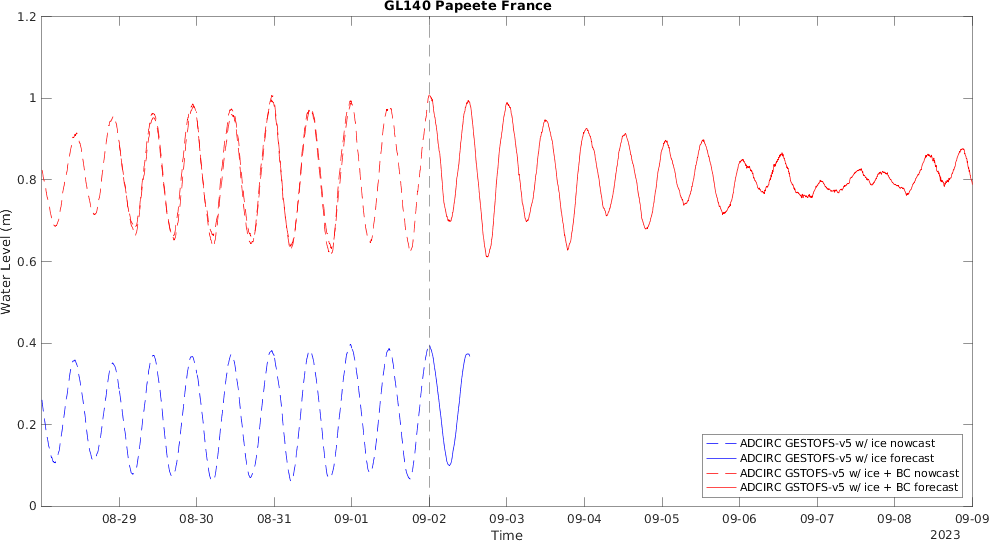 GL140 Papeete France
1.2
1
0.8
0.6
0.4
0.2
0
Water Level (m)
08-29 08-30 08-31 09-01 09-02 09-03 09-04 09-05 09-06 09-07 09-08 09-09
Time
2023
ADCIRC GESTOFS-v5 w/ ice nowcast
ADCIRC GESTOFS-v5 w/ ice forecast
ADCIRC GSTOFS-v5 w/ ice + BC nowcast
ADCIRC GSTOFS-v5 w/ ice + BC forecast